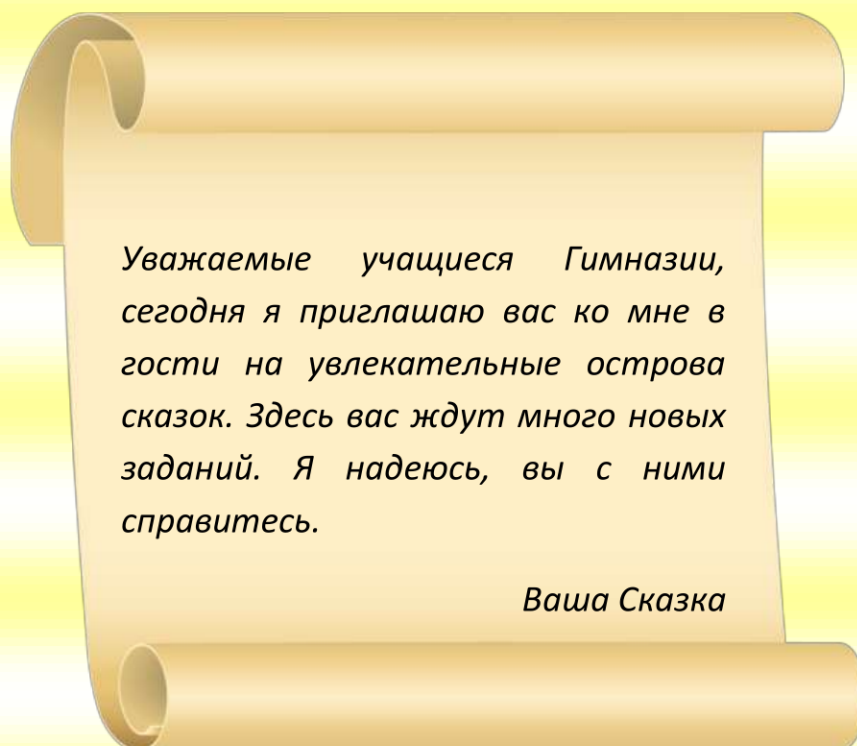 Уважаемые учащиеся Гимназии,
сегодня я приглашаю вас ко мне в
гости на увлекательные острова
сказок. Здесь вас ждут много новых
заданий. Я надеюсь, вы с ними
справитесь.
Ваша Сказка